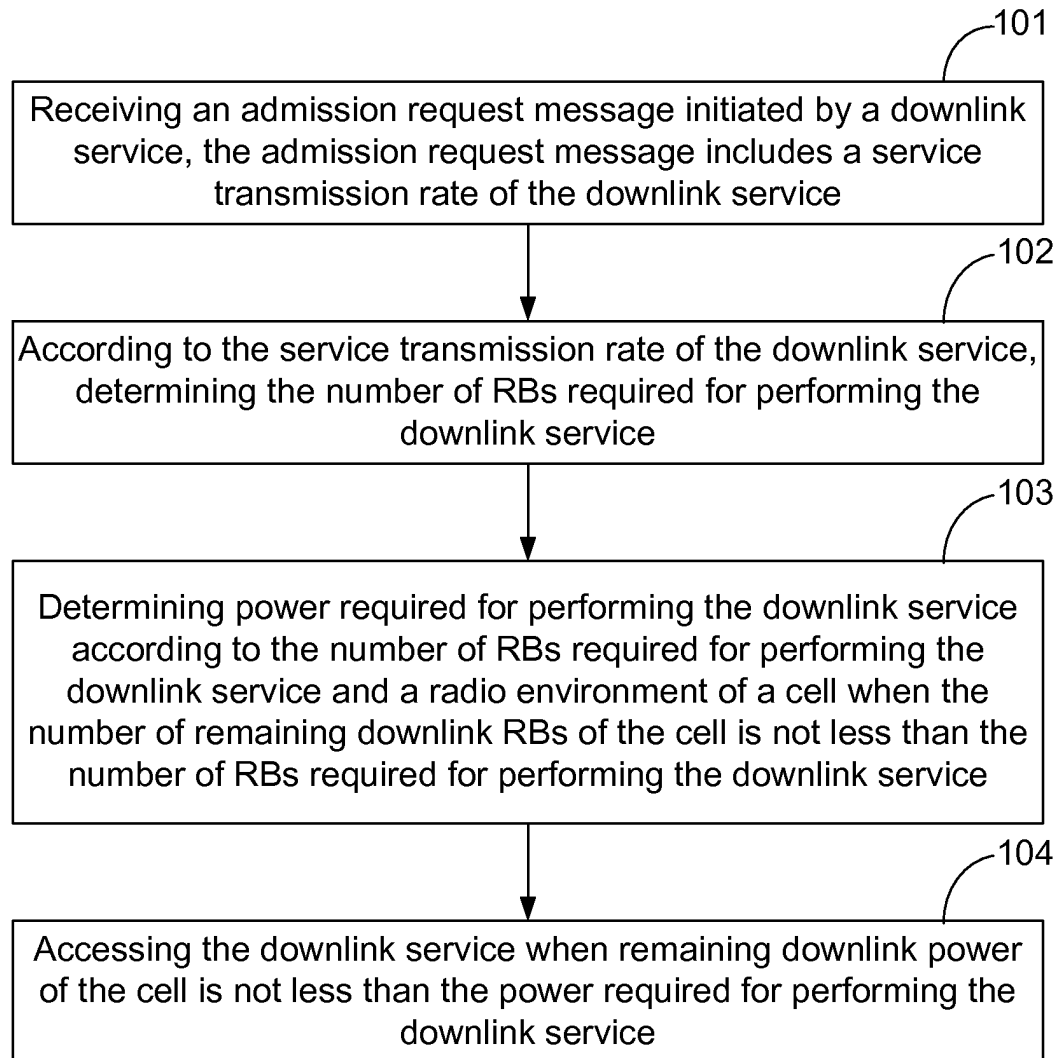 101
Receiving an admission request message initiated by a downlink
service, the admission request message includes a service
transmission rate of the downlink service
102
According to the service transmission rate of the downlink service,
determining the number of RBs required for performing the
downlink service
103
Determining power required for performing the downlink service
according to the number of RBs required for performing the
downlink service and a radio environment of a cell when the
number of remaining downlink RBs of the cell is not less than the
number of RBs required for performing the downlink service
104
Accessing the downlink service when remaining downlink power
of the cell is not less than the power required for performing the
downlink service